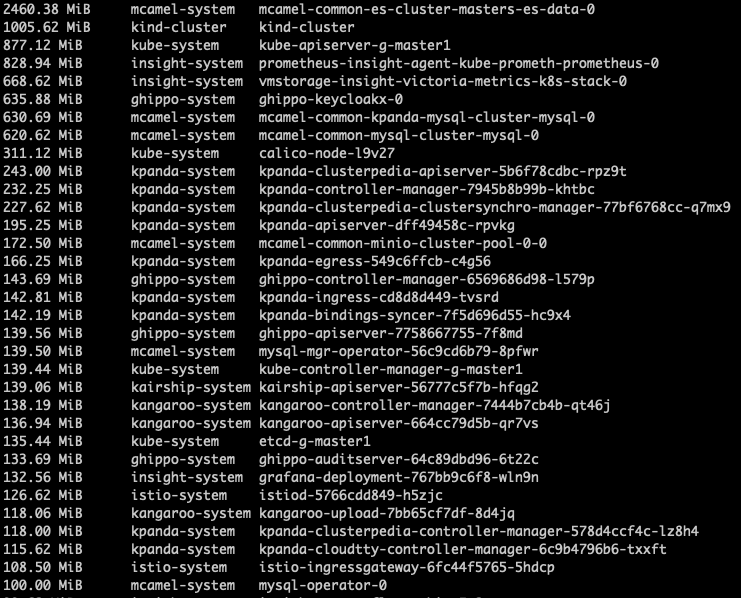 2460.38 MiB mcamel-system mcamel-common-es-cluster-masters-es-data-0
1005.62 MiB kind-cluster kind-cluster
877.12 MiB kube-system kube-apiserver-g-master1
828.94 MiB insight-system prometheus-insight-agent-kube-prometh-prometheus-0
668.62 MiB insight-system vmstorage-insight-victoria-metrics-k8s-stack-0
635.88 MiB ghippo-system ghippo-keycloakx-0
630.69 MiB mcamel-system mcamel-common-kpanda-mysql-cluster-mysql-0
620.62 MiB mcamel-system mcamel-common-mysql-cluster-mysql-0
311.12 MiB kube-system calico-node-l9v27
243.00 MiB kpanda-system kpanda-clusterpedia-apiserver-5b6f78cdbc-rpz9t
232.25 MiB kpanda-system kpanda-controller-manager-7945b8b99b-khtbc
227.62 MiB kpanda-system kpanda-clusterpedia-clustersynchro-manager-77bf6768cc-q7mx9
195.25 MiB kpanda-system kpanda-apiserver-dff49458c-rpvkg
172.50 MiB mcamel-system mcamel-common-minio-cluster-pool-0-0
166.25 MiB kpanda-system kpanda-egress-549c6ffcb-c4g56
143.69 MiB ghippo-system ghippo-controller-manager-6569686d98-l579p
142.81 MiB kpanda-system kpanda-ingress-cd8d8d449-tvsrd
142.19 MiB kpanda-system kpanda-bindings-syncer-7f5d696d55-hc9x4
139.56 MiB ghippo-system ghippo-apiserver-7758667755-7f8md
139.50 MiB mcamel-system mysql-mgr-operator-56c9cd6b79-8pfwr
139.44 MiB kube-system kube-controller-manager-g-master1
139.06 MiB kairship-system kairship-apiserver-56777c5f7b-hfqg2
138.19 MiB kangaroo-system kangaroo-controller-manager-7444b7cb4b-qt46j
136.94 MiB kangaroo-system kangaroo-apiserver-664cc79d5b-qr7vs
135.44 MiB kube-system etcd-g-master1
133.69 MiB ghippo-system ghippo-auditserver-64c89dbd96-6t22c
132.56 MiB insight-system grafana-deployment-767bb9c6f8-wln9n
126.62 MiB istio-system istiod-5766cdd849-h5zjc
118.06 MiB kangaroo-system kangaroo-upload-7bb65cf7df-8d4jq
118.00 MiB kpanda-system kpanda-clusterpedia-controller-manager-578d4ccf4c-lz8h4
115.62 MiB kpanda-system kpanda-cloudtty-controller-manager-6c9b4796b6-txxft
108.50 MiB istio-system istio-ingressgateway-6fc44f5765-5hdcp
100.00 MiB mcamel-system mysql-operator-0